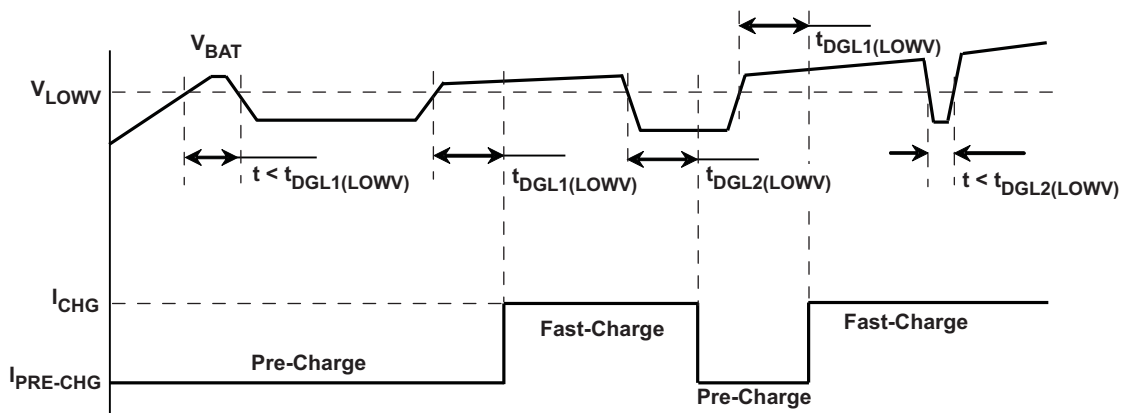 VBAT
tDGL1(LOWV)
VLOWV
t < tDGL1(LOWV)
tDGL1(LOWV)
tDGL2(LOWV)
t < tDGL2(LOWV)
ICHG
Fast-Charge
Fast-Charge
Pre-Charge
IPRE-CHG
Pre-Charge